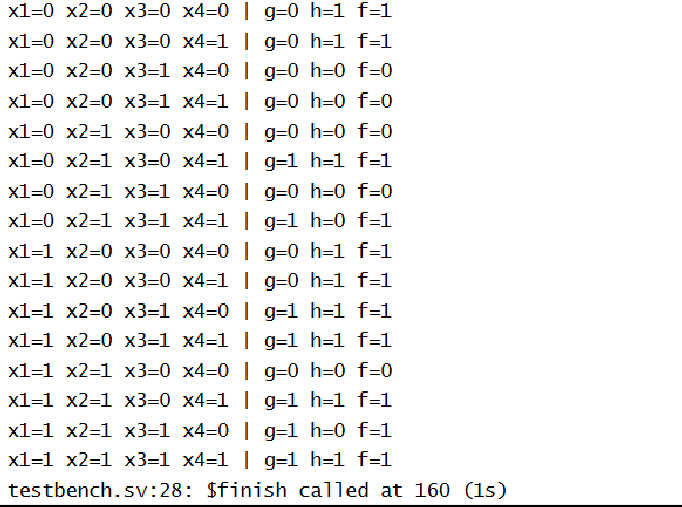 x1=0 x2=0 x3=0 x4=0 | g=0 h=1 f=1
x1=0 x2=0 x3=0 x4=1 | g=0 h=1 f=1
x1=0 x2=0 x3=1 x4=0 | g=0 h=0 f=0
x1=0 x2=0 x3=1 x4=1 | g=0 h=0 f=0
x1=0 x2=1 x3=0 x4=0 | g=0 h=0 f=0
x1=0 x2=1 x3=0 x4=1 | g=1 h=1 f=1
x1=0 x2=1 x3=1 x4=0 | g=0 h=0 f=0
x1=0 x2=1 x3=1 x4=1 | g=1 h=0 f=1
x1=1 x2=0 x3=0 x4=0 | g=0 h=1 f=1
x1=1 x2=0 x3=0 x4=1 | g=0 h=1 f=1
x1=1 x2=0 x3=1 x4=0 | g=1 h=1 f=1
x1=1 x2=0 x3=1 x4=1 | g=1 h=1 f=1
x1=1 x2=1 x3=0 x4=0 | g=0 h=0 f=0
x1=1 x2=1 x3=0 x4=1 | g=1 h=1 f=1
x1=1 x2=1 x3=1 x4=0 | g=1 h=0 f=1
x1=1 x2=1 x3=1 x4=1 | g=1 h=1 f=1
testbench.sv:28: $finish called at 160 (1s)